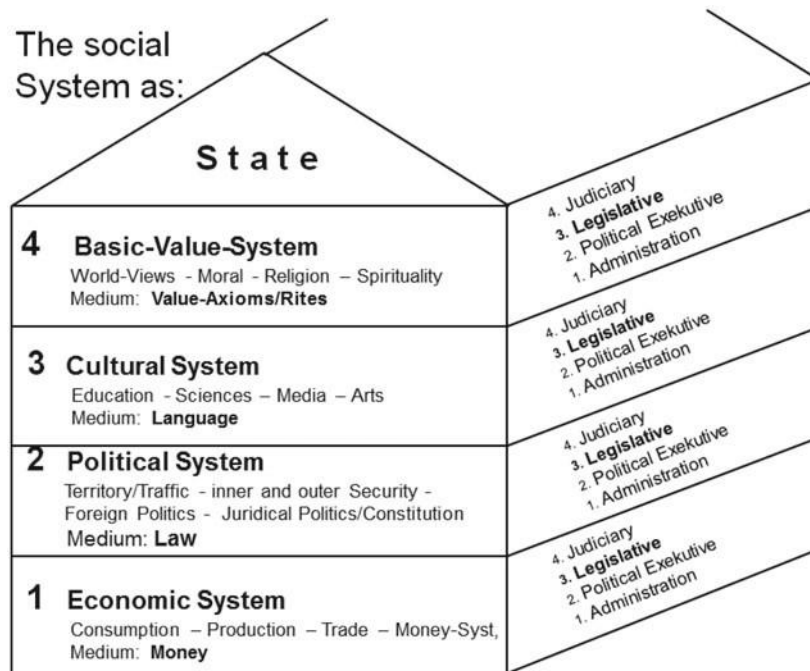 The social
System as:
State
4 Basic-Value-System
World-Views - Moral - Religion – Spirituality
Medium: Value-Axioms/Rites
4. Judiciary
3. Legislative
2. Political Exekutive
1. Administration
3 Cultural System
Education - Sciences – Media – Arts
Medium: Language
4. Judiciary
3. Legislative
2. Political Exekutive
1. Administration
2 Political System
Territory/Traffic - inner and outer Security -
Foreign Politics - Juridical Politics/Constitution
Medium: Law
4. Judiciary
3. Legislative
2. Political Exekutive
1. Administration
1 Economic System
Consumption – Production – Trade – Money-Syst,
Medium: Money
4. Judiciary
3. Legislative
2. Political Exekutive
1. Administration